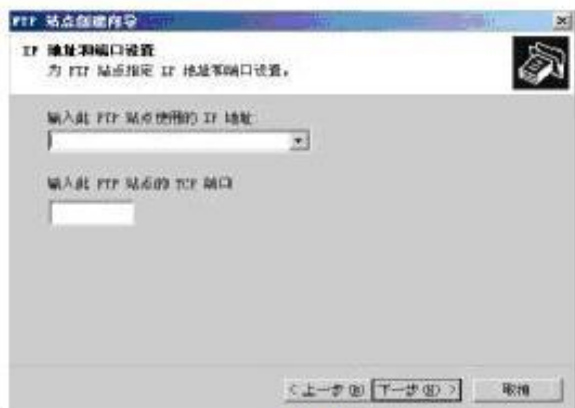 FTP 站点创建向导
IP 地址和端口设置
为 FTP 站点指定 IP 地址和端口设置。
输入此 FTP 站点使用的 IP 地址:
输入此 FTP 站点的 TCP 端口
<上一步(B) 下一步(N) > 取消